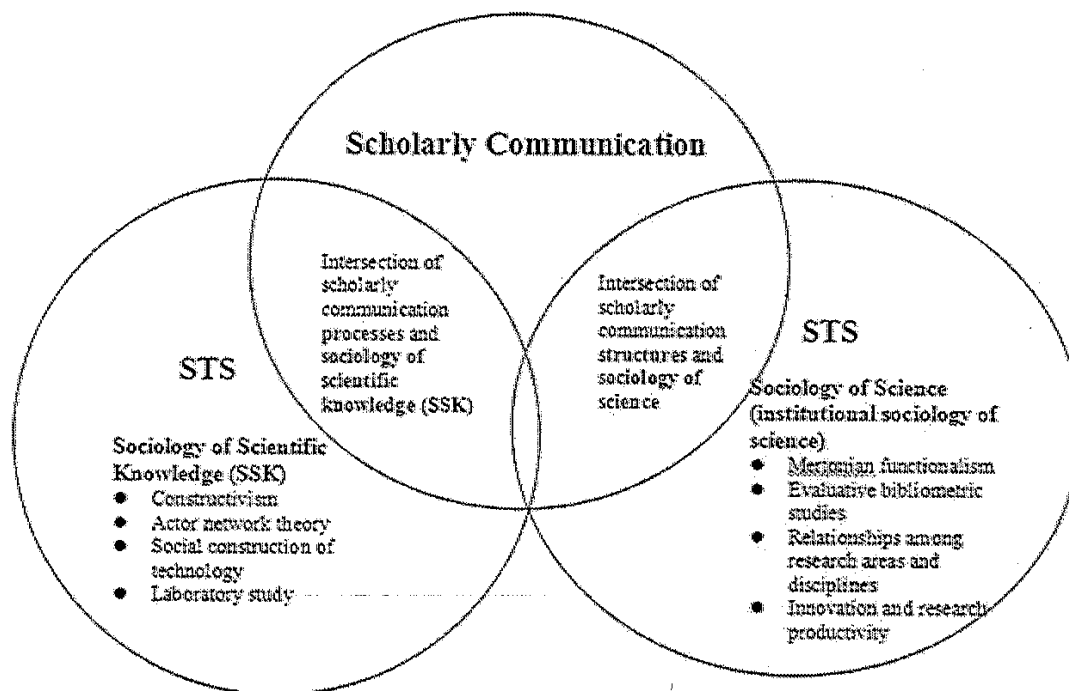 Scholarly Communication
Intersection of
scholarly
communication
processes and
sociology of
scientific
knowledge (SSK)
Intersection of
scholarly
communication
structures and
sociology of
science
STS
Sociology of Scientific
Knowledge (SSK)
● Constructivism
● Actor network theory
● Social construction of
technology
● Laboratory study
STS
Sociology of Science
(institutional sociology of
science)
● Mertonian functionalism
● Evaluative bibliometric
studies
● Relationships among
research areas and
disciplines
● Innovation and research
productivity